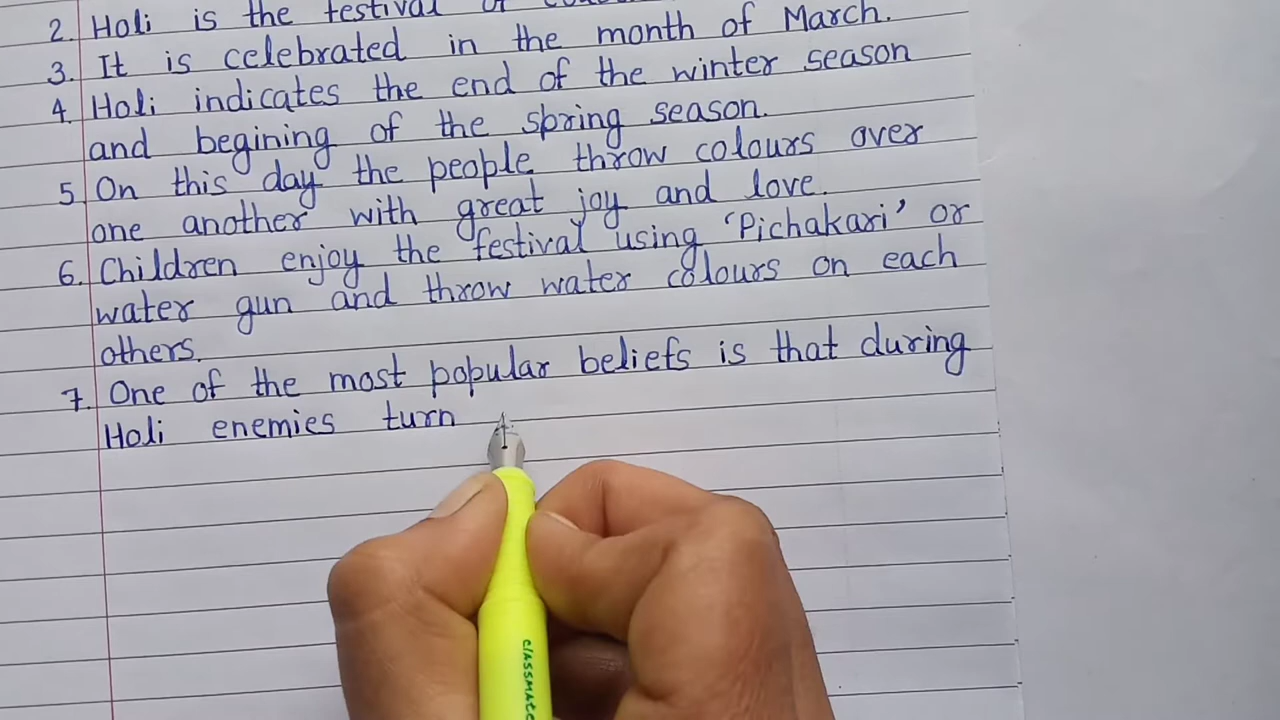 2. Holi is the festival of
3. It is celebrated in the month of March.
4. Holi indicates the end of the winter season
and begining of the spring season.
5. On this day the people throw colours over
one another with great joy and love.
6. Children enjoy the festival using 'Pichakari' or
water gun and throw water colours on each
others.
7. One of the most popular beliefs is that during
Holi enemies turn
classmate